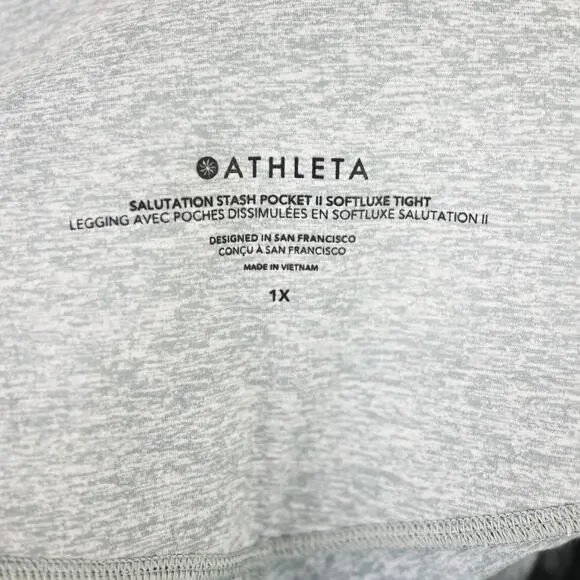 ATHLETA
SALUTATION STASH POCKET II SOFTLUXE TIGHT
LEGGING AVEC POCHES DISSIMULÉES EN SOFTLUXE SALUTATION II
DESIGNED IN SAN FRANCISCO
CONÇU À SAN FRANCISCO
MADE IN VIETNAM
1X